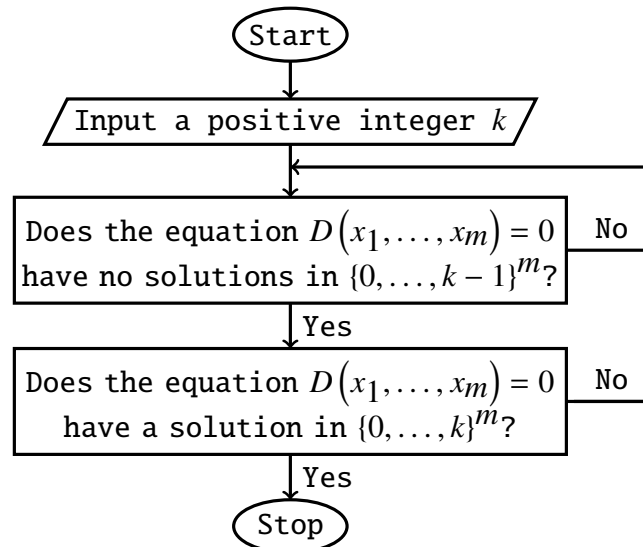 Start
Input a positive integer k
Does the equation D(x₁,…,xₘ) = 0
have no solutions in {0,…,k − 1}ᵐ?
No
Yes
Does the equation D(x₁,…,xₘ) = 0
have a solution in {0,…,k}ᵐ?
No
Yes
Stop